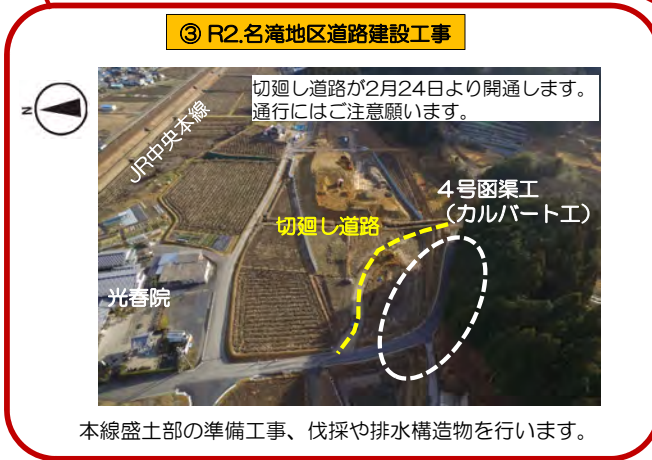 ③ R2.名滝地区道路建設工事
N
切廻し道路が2月24日より開通します。
通行にはご注意願います。
JR中央本線
4号函渠工
（カルバート工）
切廻し道路
光春院
本線盛土部の準備工事、伐採や排水構造物を行います。